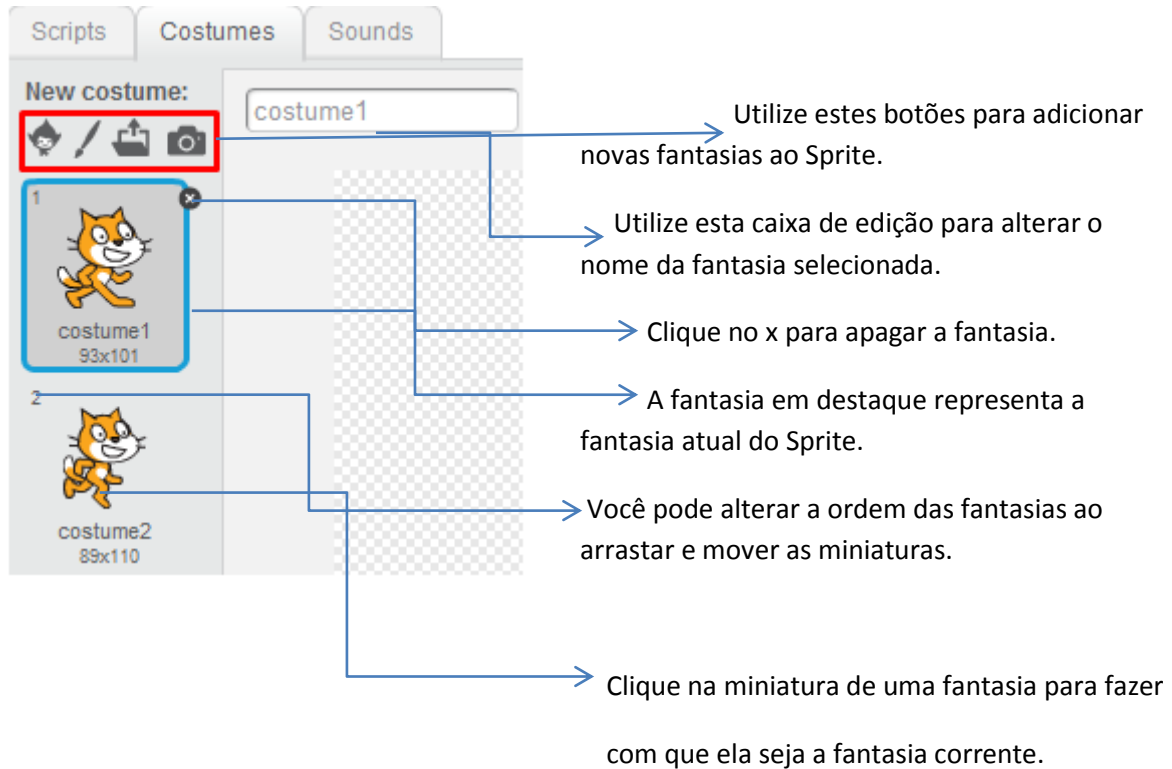 Scripts Costumes Sounds
New costume:
costume1
1
costume1
93x101
2
costume2
89x110
Utilize estes botões para adicionar
novas fantasias ao Sprite.
Utilize esta caixa de edição para alterar o
nome da fantasia selecionada.
Clique no x para apagar a fantasia.
A fantasia em destaque representa a
fantasia atual do Sprite.
Você pode alterar a ordem das fantasias ao
arrastar e mover as miniaturas.
Clique na miniatura de uma fantasia para fazer
com que ela seja a fantasia corrente.